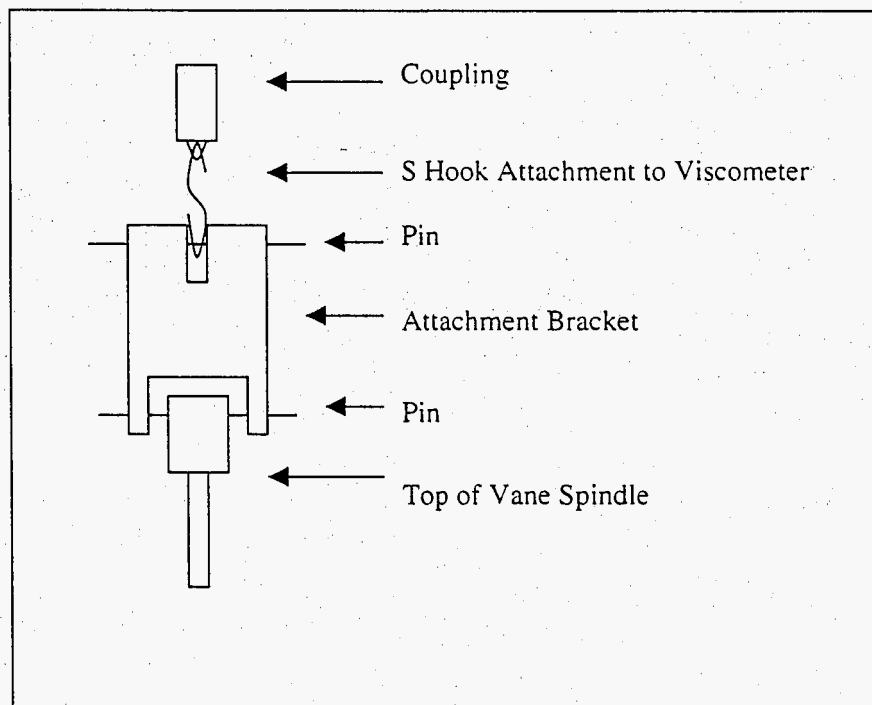 Coupling
S Hook Attachment to Viscometer
Pin
Attachment Bracket
Pin
Top of Vane Spindle